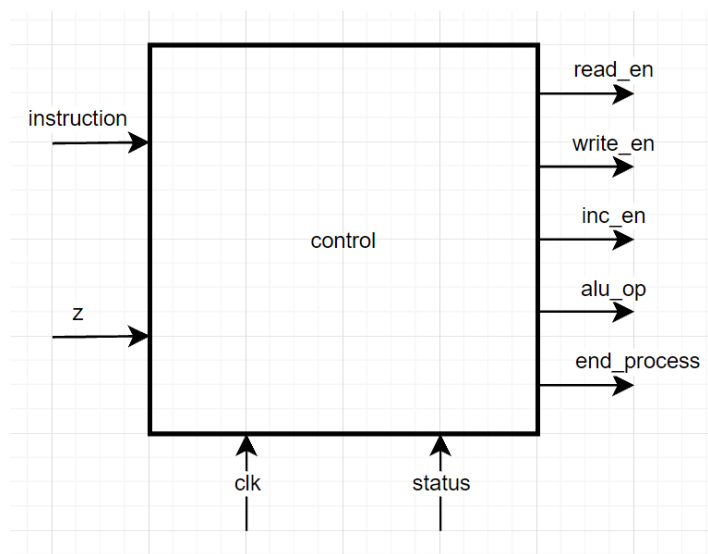 read_en
instruction
write_en
inc_en
control
alu_op
z
end_process
clk
status